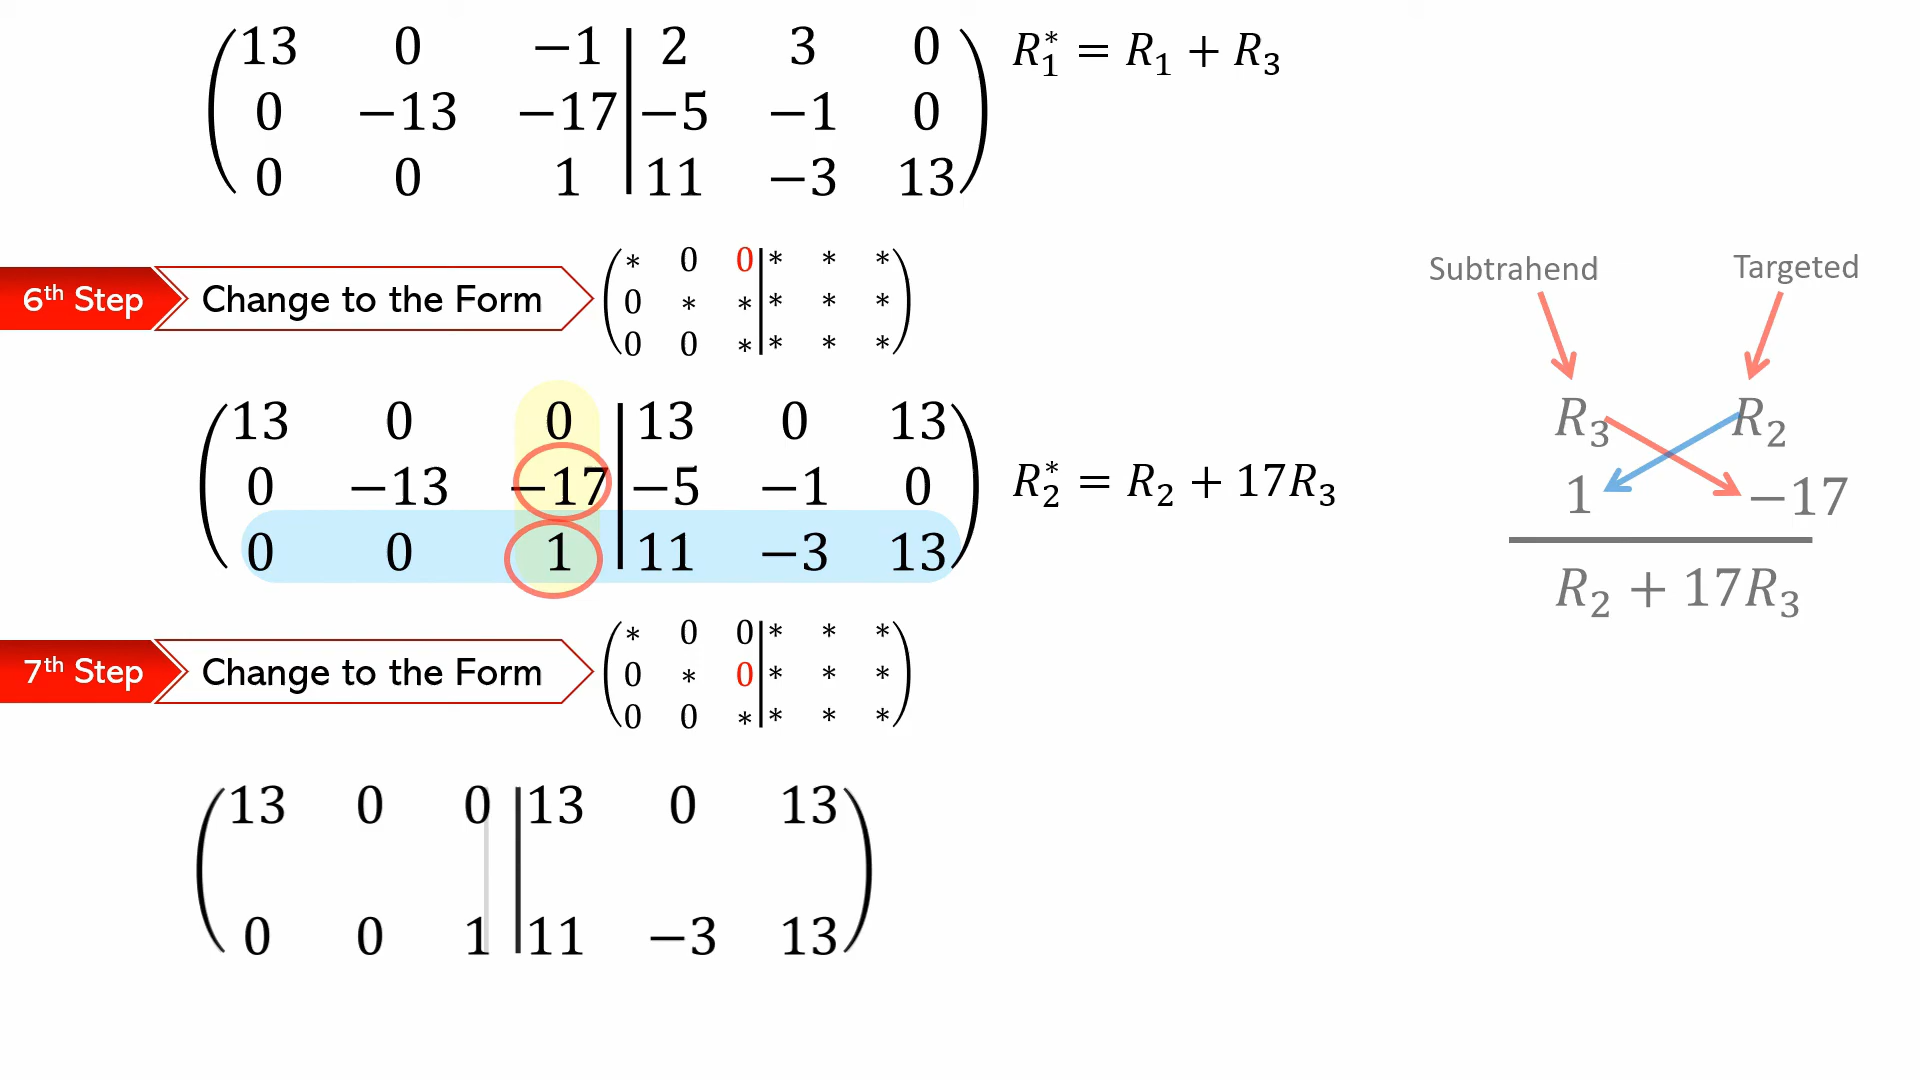 13 0 −1 | 2 3 0 R₁* = R₁ + R₃
0 −13 −17 | −5 −1 0
0 0 1 | 11 −3 13
6th Step Change to the Form
* 0 0 | * * *
0 * * | * * *
0 0 * | * * *
Subtrahend Targeted
R₃ R₂
1 −17
R₂ + 17R₃
13 0 0 | 13 0 13
0 −13 −17 | −5 −1 0 R₂* = R₂ + 17R₃
0 0 1 | 11 −3 13
7th Step Change to the Form
* 0 0 | * * *
0 * 0 | * * *
0 0 * | * * *
13 0 0 | 13 0 13
0 0 1 | 11 −3 13